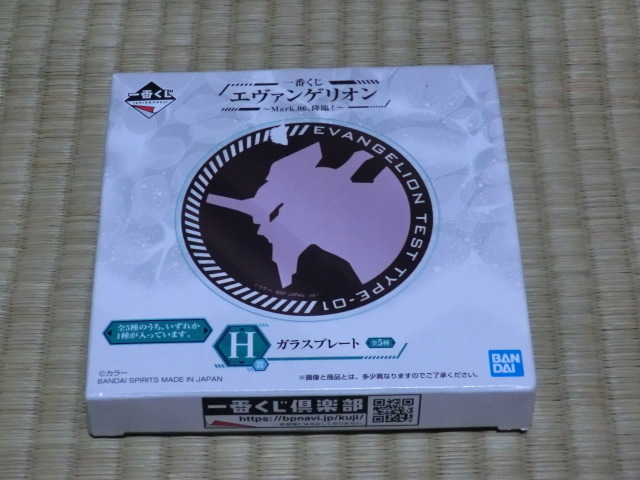 一番くじ
一番くじ
エヴァンゲリオン
～Mark.06、降臨！～
EVANGELION TEST TYPE-01
全5種のうち、いずれか
1種が入っています。
H賞
ガラスプレート
全5種
©カラー
BANDAI SPIRITS MADE IN JAPAN
※画像と商品とは、多少異なりますのでご了承ください。
BAN
DAI
一番くじ倶楽部
https://bpnavi.jp/kuji/